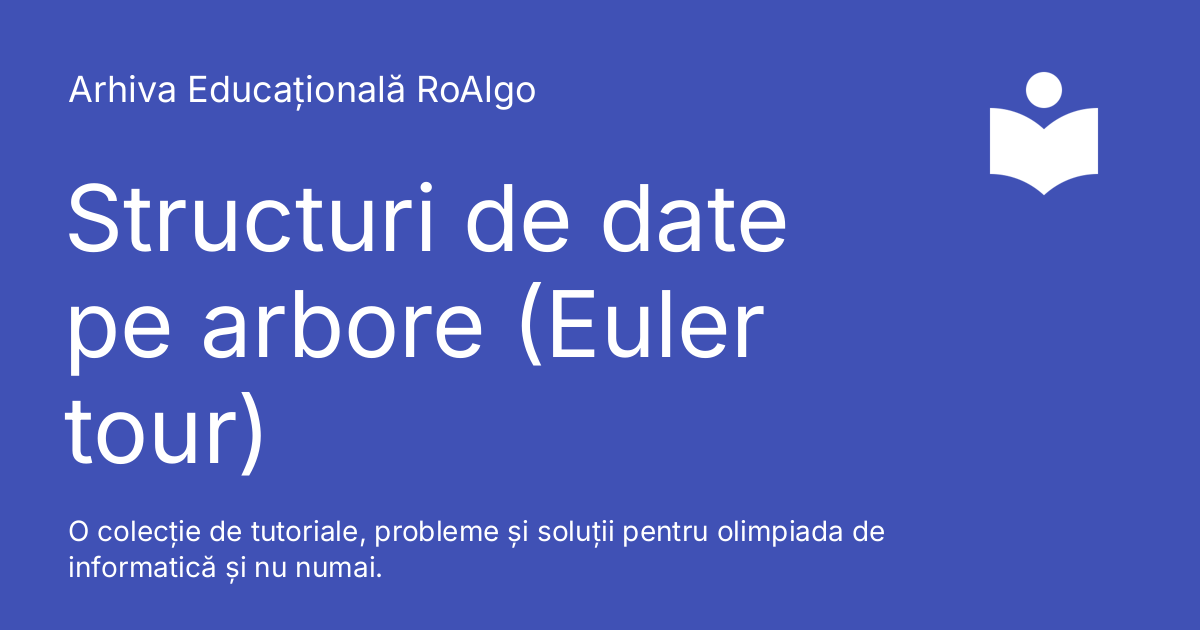 Arhiva Educațională RoAlgo
Structuri de date
pe arbore (Euler
tour)
O colecție de tutoriale, probleme și soluții pentru olimpiada de
informatică și nu numai.